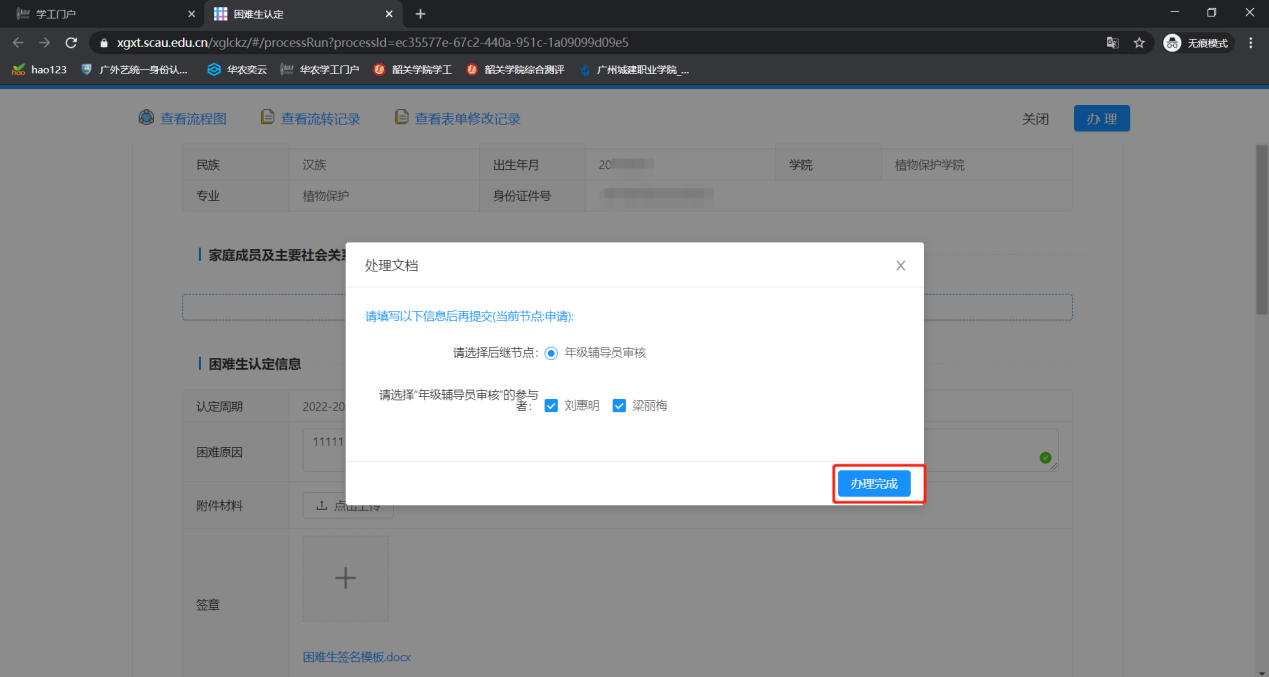 学工门户
困难生认定
xgxt.scau.edu.cn/xglckz/#/processRun?processId=ec35577e-67c2-440a-951c-1a09099d09e5
无痕模式
hao123 广外艺统一身份认... 华农奕云 华农学工门户 韶关学院学工 韶关学院综合测评 广州城建职业学院_...
查看流程图 查看流转记录 查看表单修改记录 关闭 办 理
民族 汉族 出生年月 20 学院 植物保护学院
专业 植物保护 身份证件号
家庭成员及主要社会关系
处理文档
请填写以下信息后再提交(当前节点:申请):
请选择后继节点: 年级辅导员审核
请选择"年级辅导员审核"的参与
者: 刘惠明 梁丽梅
办理完成
困难生认定信息
认定周期 2022-20
困难原因 11111
附件材料 点击上传
签章
困难生签名模板.docx